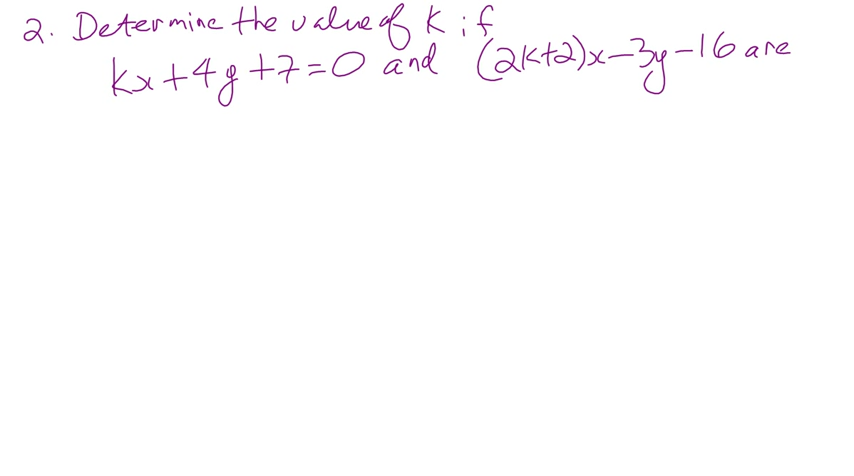 2. Determine the value of k if
kx + 4y + 7 = 0 and (2k+2)x - 3y - 16 are